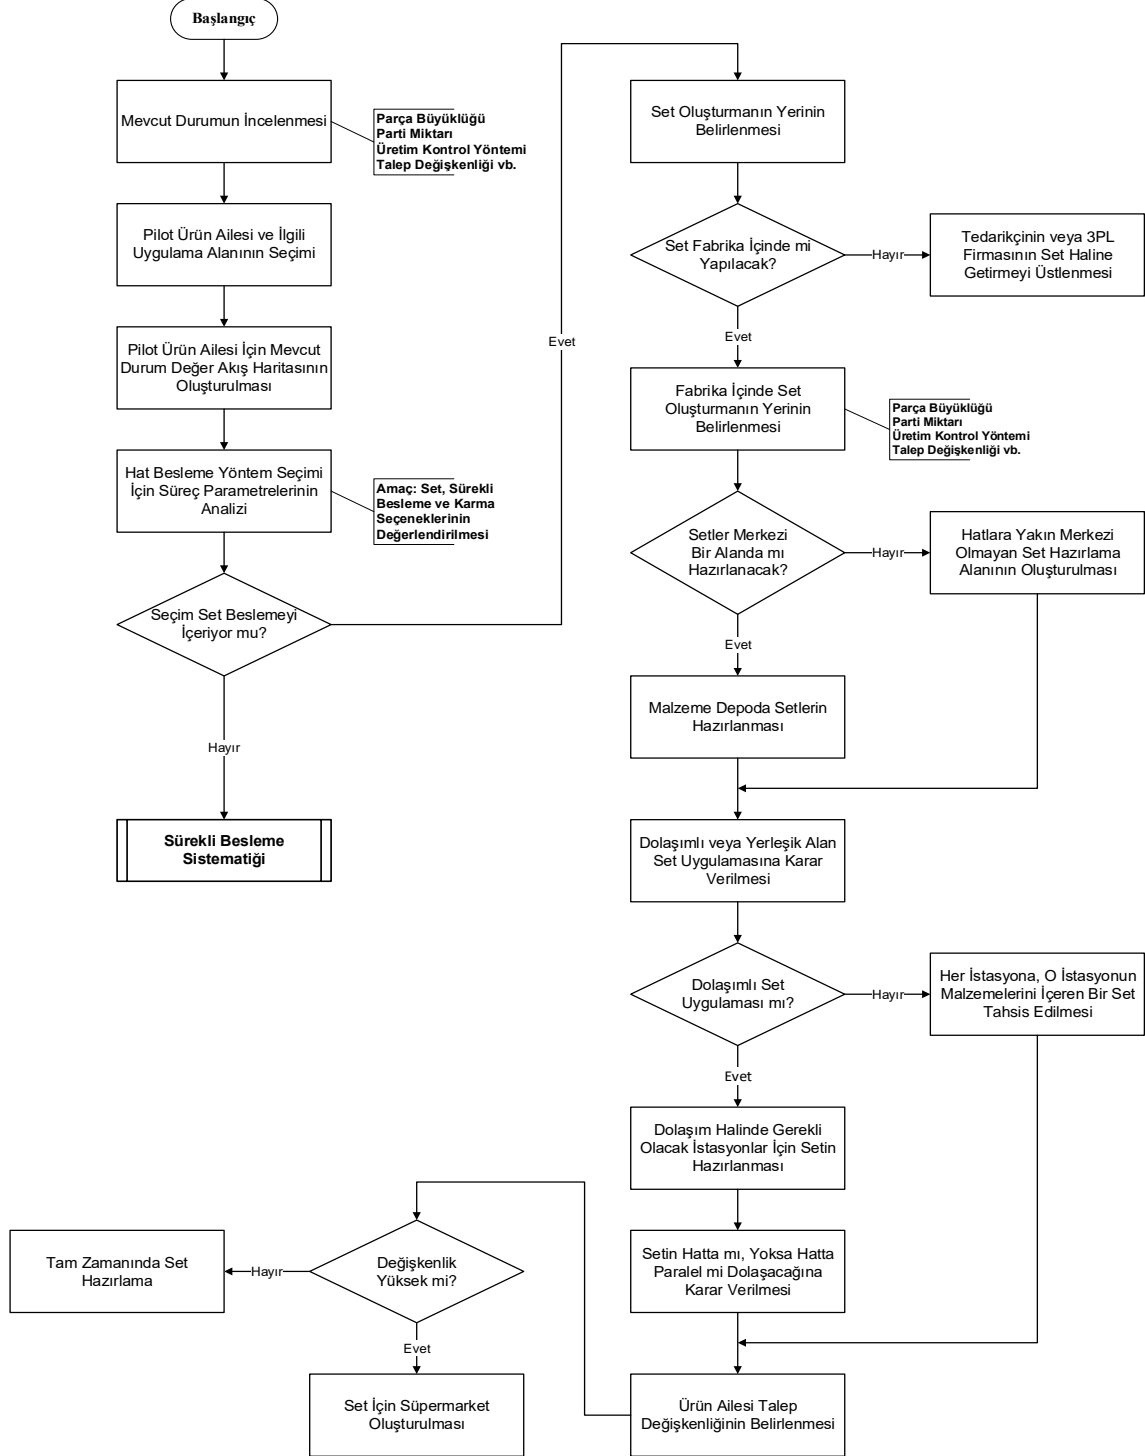 Başlangıç
Mevcut Durumun İncelenmesi
Parça Büyüklüğü
Parti Miktarı
Üretim Kontrol Yöntemi
Talep Değişkenliği vb.
Pilot Ürün Ailesi ve İlgili
Uygulama Alanının Seçimi
Pilot Ürün Ailesi İçin Mevcut
Durum Değer Akış Haritasının
Oluşturulması
Hat Besleme Yöntem Seçimi
İçin Süreç Parametrelerinin
Analizi
Amaç: Set, Sürekli
Besleme ve Karma
Seçeneklerinin
Değerlendirilmesi
Seçim Set Beslemeyi
İçeriyor mu?
Hayır
Sürekli Besleme
Sistematiği
Evet
Set Oluşturmanın Yerinin
Belirlenmesi
Set Fabrika İçinde mi
Yapılacak?
Hayır
Tedarikçinin veya 3PL
Firmasının Set Haline
Getirmeyi Üstlenmesi
Evet
Fabrika İçinde Set
Oluşturmanın Yerinin
Belirlenmesi
Parça Büyüklüğü
Parti Miktarı
Üretim Kontrol Yöntemi
Talep Değişkenliği vb.
Setler Merkezi
Bir Alanda mı
Hazırlanacak?
Hayır
Hatlara Yakın Merkezi
Olmayan Set Hazırlama
Alanının Oluşturulması
Evet
Malzeme Depoda Setlerin
Hazırlanması
Dolaşımlı veya Yerleşik Alan
Set Uygulamasına Karar
Verilmesi
Dolaşımlı Set
Uygulaması mı?
Hayır
Her İstasyona, O İstasyonun
Malzemelerini İçeren Bir Set
Tahsis Edilmesi
Evet
Dolaşım Halinde Gerekli
Olacak İstasyonlar İçin Setin
Hazırlanması
Setin Hatta mı, Yoksa Hatta
Paralel mi Dolaşacağına
Karar Verilmesi
Ürün Ailesi Talep
Değişkenliğinin Belirlenmesi
Değişkenlik
Yüksek mi?
Hayır
Tam Zamanında Set
Hazırlama
Evet
Set İçin Süpermarket
Oluşturulması